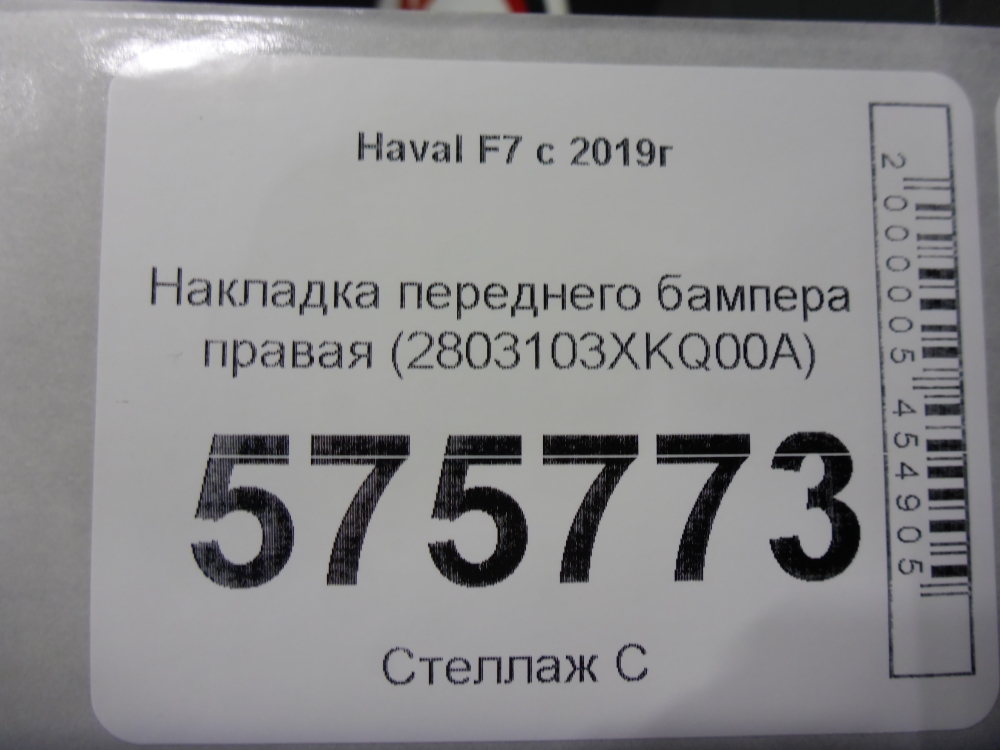 Haval F7 с 2019г
Накладка переднего бампера
правая (2803103XKQ00A)
575773
Стеллаж С
2000005454905